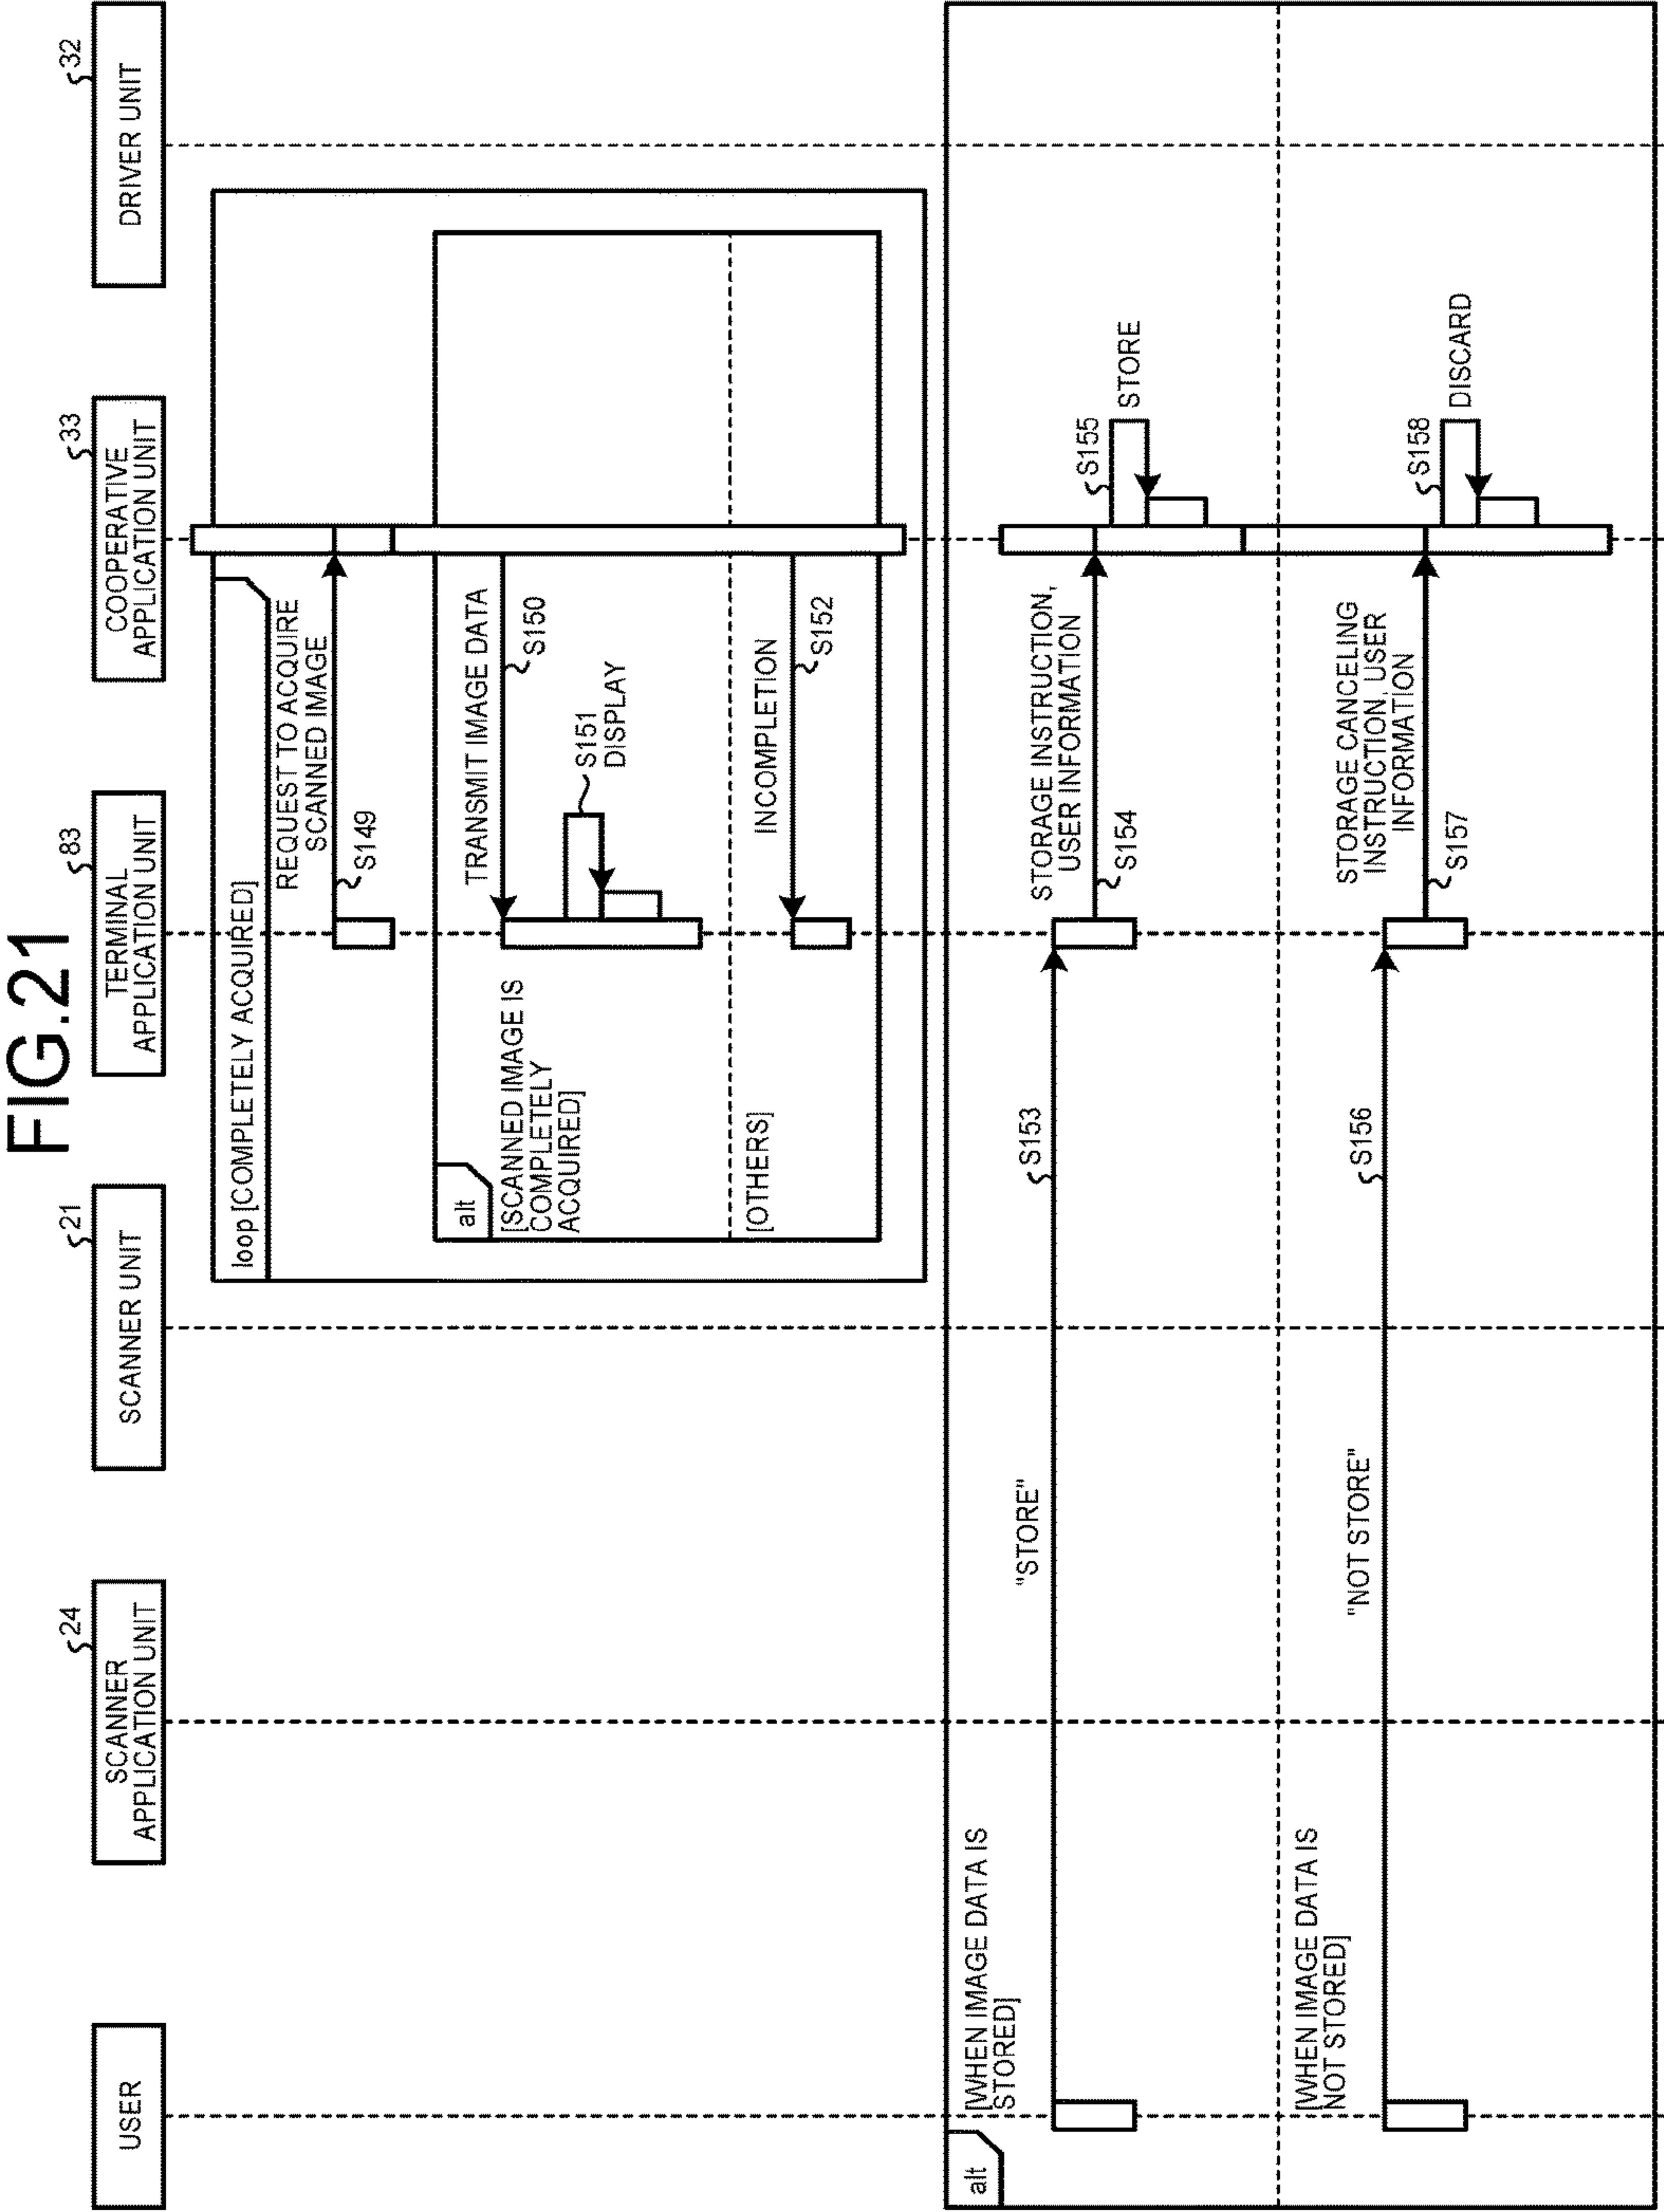 FIG.21
USER
24
SCANNER
APPLICATION UNIT
21
SCANNER UNIT
83
TERMINAL
APPLICATION UNIT
33
COOPERATIVE
APPLICATION UNIT
32
DRIVER UNIT
loop [COMPLETELY ACQUIRED]
REQUEST TO ACQUIRE
SCANNED IMAGE
S149
alt
[SCANNED IMAGE IS
COMPLETELY
ACQUIRED]
TRANSMIT IMAGE DATA
S150
S151
DISPLAY
[OTHERS]
INCOMPLETION
S152
alt
[WHEN IMAGE DATA IS
STORED]
"STORE"
S153
STORAGE INSTRUCTION,
USER INFORMATION
S154
S155
STORE
[WHEN IMAGE DATA IS
NOT STORED]
"NOT STORE"
S156
STORAGE CANCELING
INSTRUCTION, USER
INFORMATION
S157
S158
DISCARD